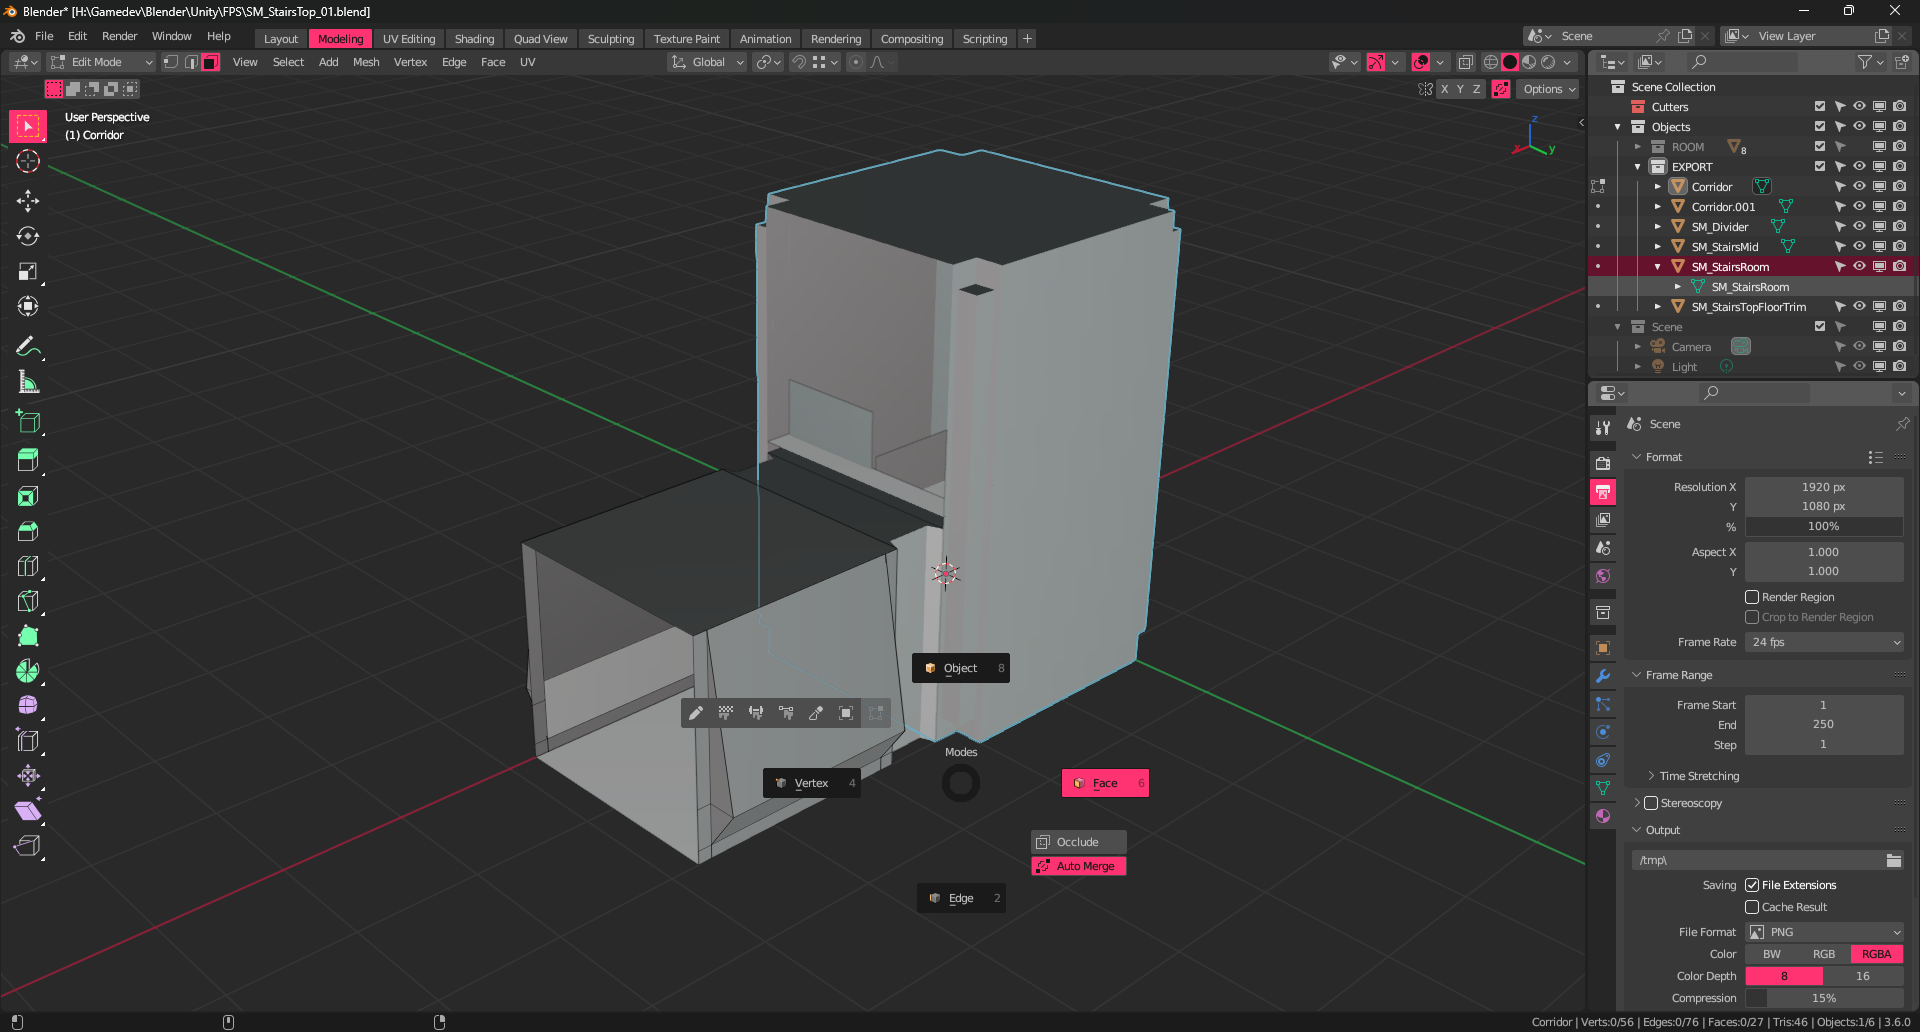 Blender* [H:\Gamedev\Blender\Unity\FPS\SM_StairsTop_01.blend]
File Edit Render Window Help Layout Modeling UV Editing Shading Quad View Sculpting Texture Paint Animation Rendering Compositing Scripting + Scene View Layer
Edit Mode View Select Add Mesh Vertex Edge Face UV Global
X Y Z Options
User Perspective
(1) Corridor
Z
X
Y
Scene Collection
Cutters
Objects
ROOM 8
EXPORT
Corridor
Corridor.001
SM_Divider
SM_StairsMid
SM_StairsRoom
SM_StairsRoom
SM_StairsTopFloorTrim
Scene
Camera
Light
Scene
Format
Resolution X 1920 px
Y 1080 px
% 100%
Aspect X 1.000
Y 1.000
Render Region
Crop to Render Region
Frame Rate 24 fps
Frame Range
Frame Start 1
End 250
Step 1
Time Stretching
Stereoscopy
Output
/tmp\
Saving File Extensions
Cache Result
File Format PNG
Color BW RGB RGBA
Color Depth 8 16
Compression 15%
Object 8
Modes
Vertex 4
Face 6
Occlude
Auto Merge
Edge 2
Corridor | Verts:0/56 | Edges:0/76 | Faces:0/27 | Tris:46 | Objects:1/6 | 3.6.0